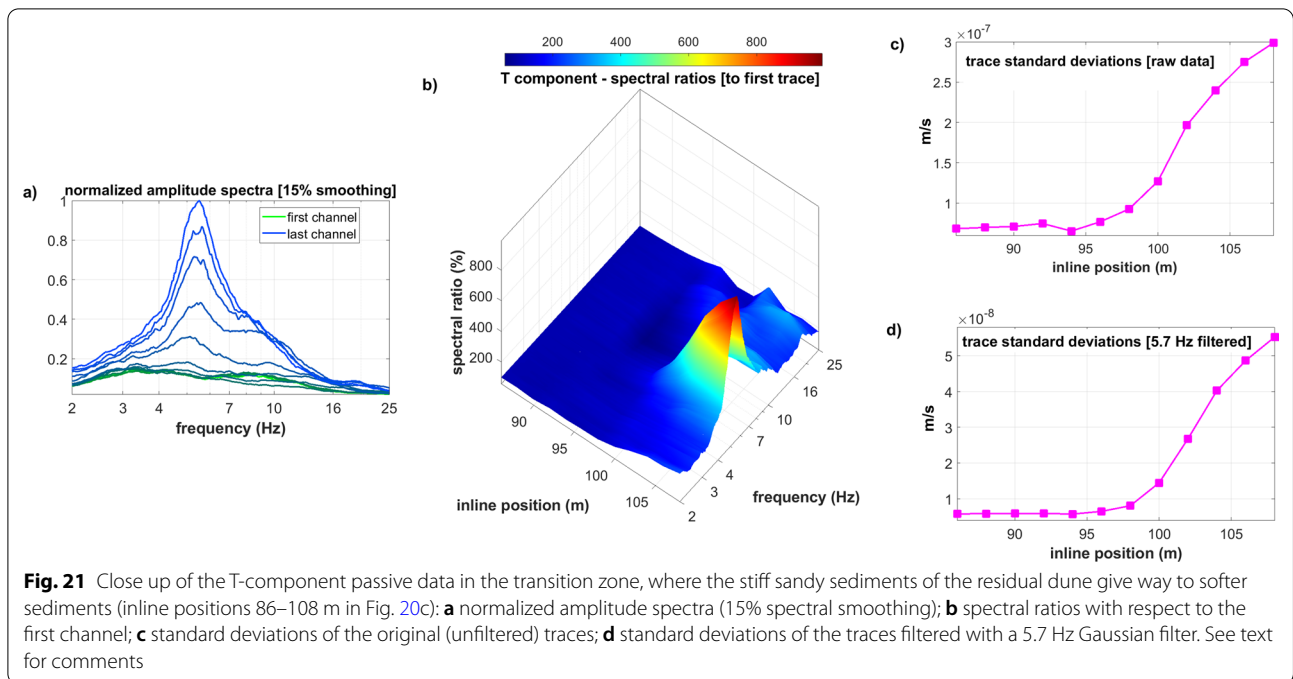 a)
normalized amplitude spectra [15% smoothing]
first channel
last channel
1
0.8
0.6
0.4
0.2
2 3 4 7 10 16 25
frequency (Hz)
b)
200 400 600 800
T component - spectral ratios [to first trace]
spectral ratio (%)
800
600
400
200
90
95
100
105
inline position (m)
2
3
4
7
10
16
25
frequency (Hz)
c)
×10-7
trace standard deviations [raw data]
m/s
3
2.5
2
1.5
1
90 95 100 105
inline position (m)
d)
×10-8
trace standard deviations [5.7 Hz filtered]
m/s
5
4
3
2
1
90 95 100 105
inline position (m)
Fig. 21 Close up of the T-component passive data in the transition zone, where the stiff sandy sediments of the residual dune give way to softer
sediments (inline positions 86–108 m in Fig. 20c): a normalized amplitude spectra (15% spectral smoothing); b spectral ratios with respect to the
first channel; c standard deviations of the original (unfiltered) traces; d standard deviations of the traces filtered with a 5.7 Hz Gaussian filter. See text
for comments